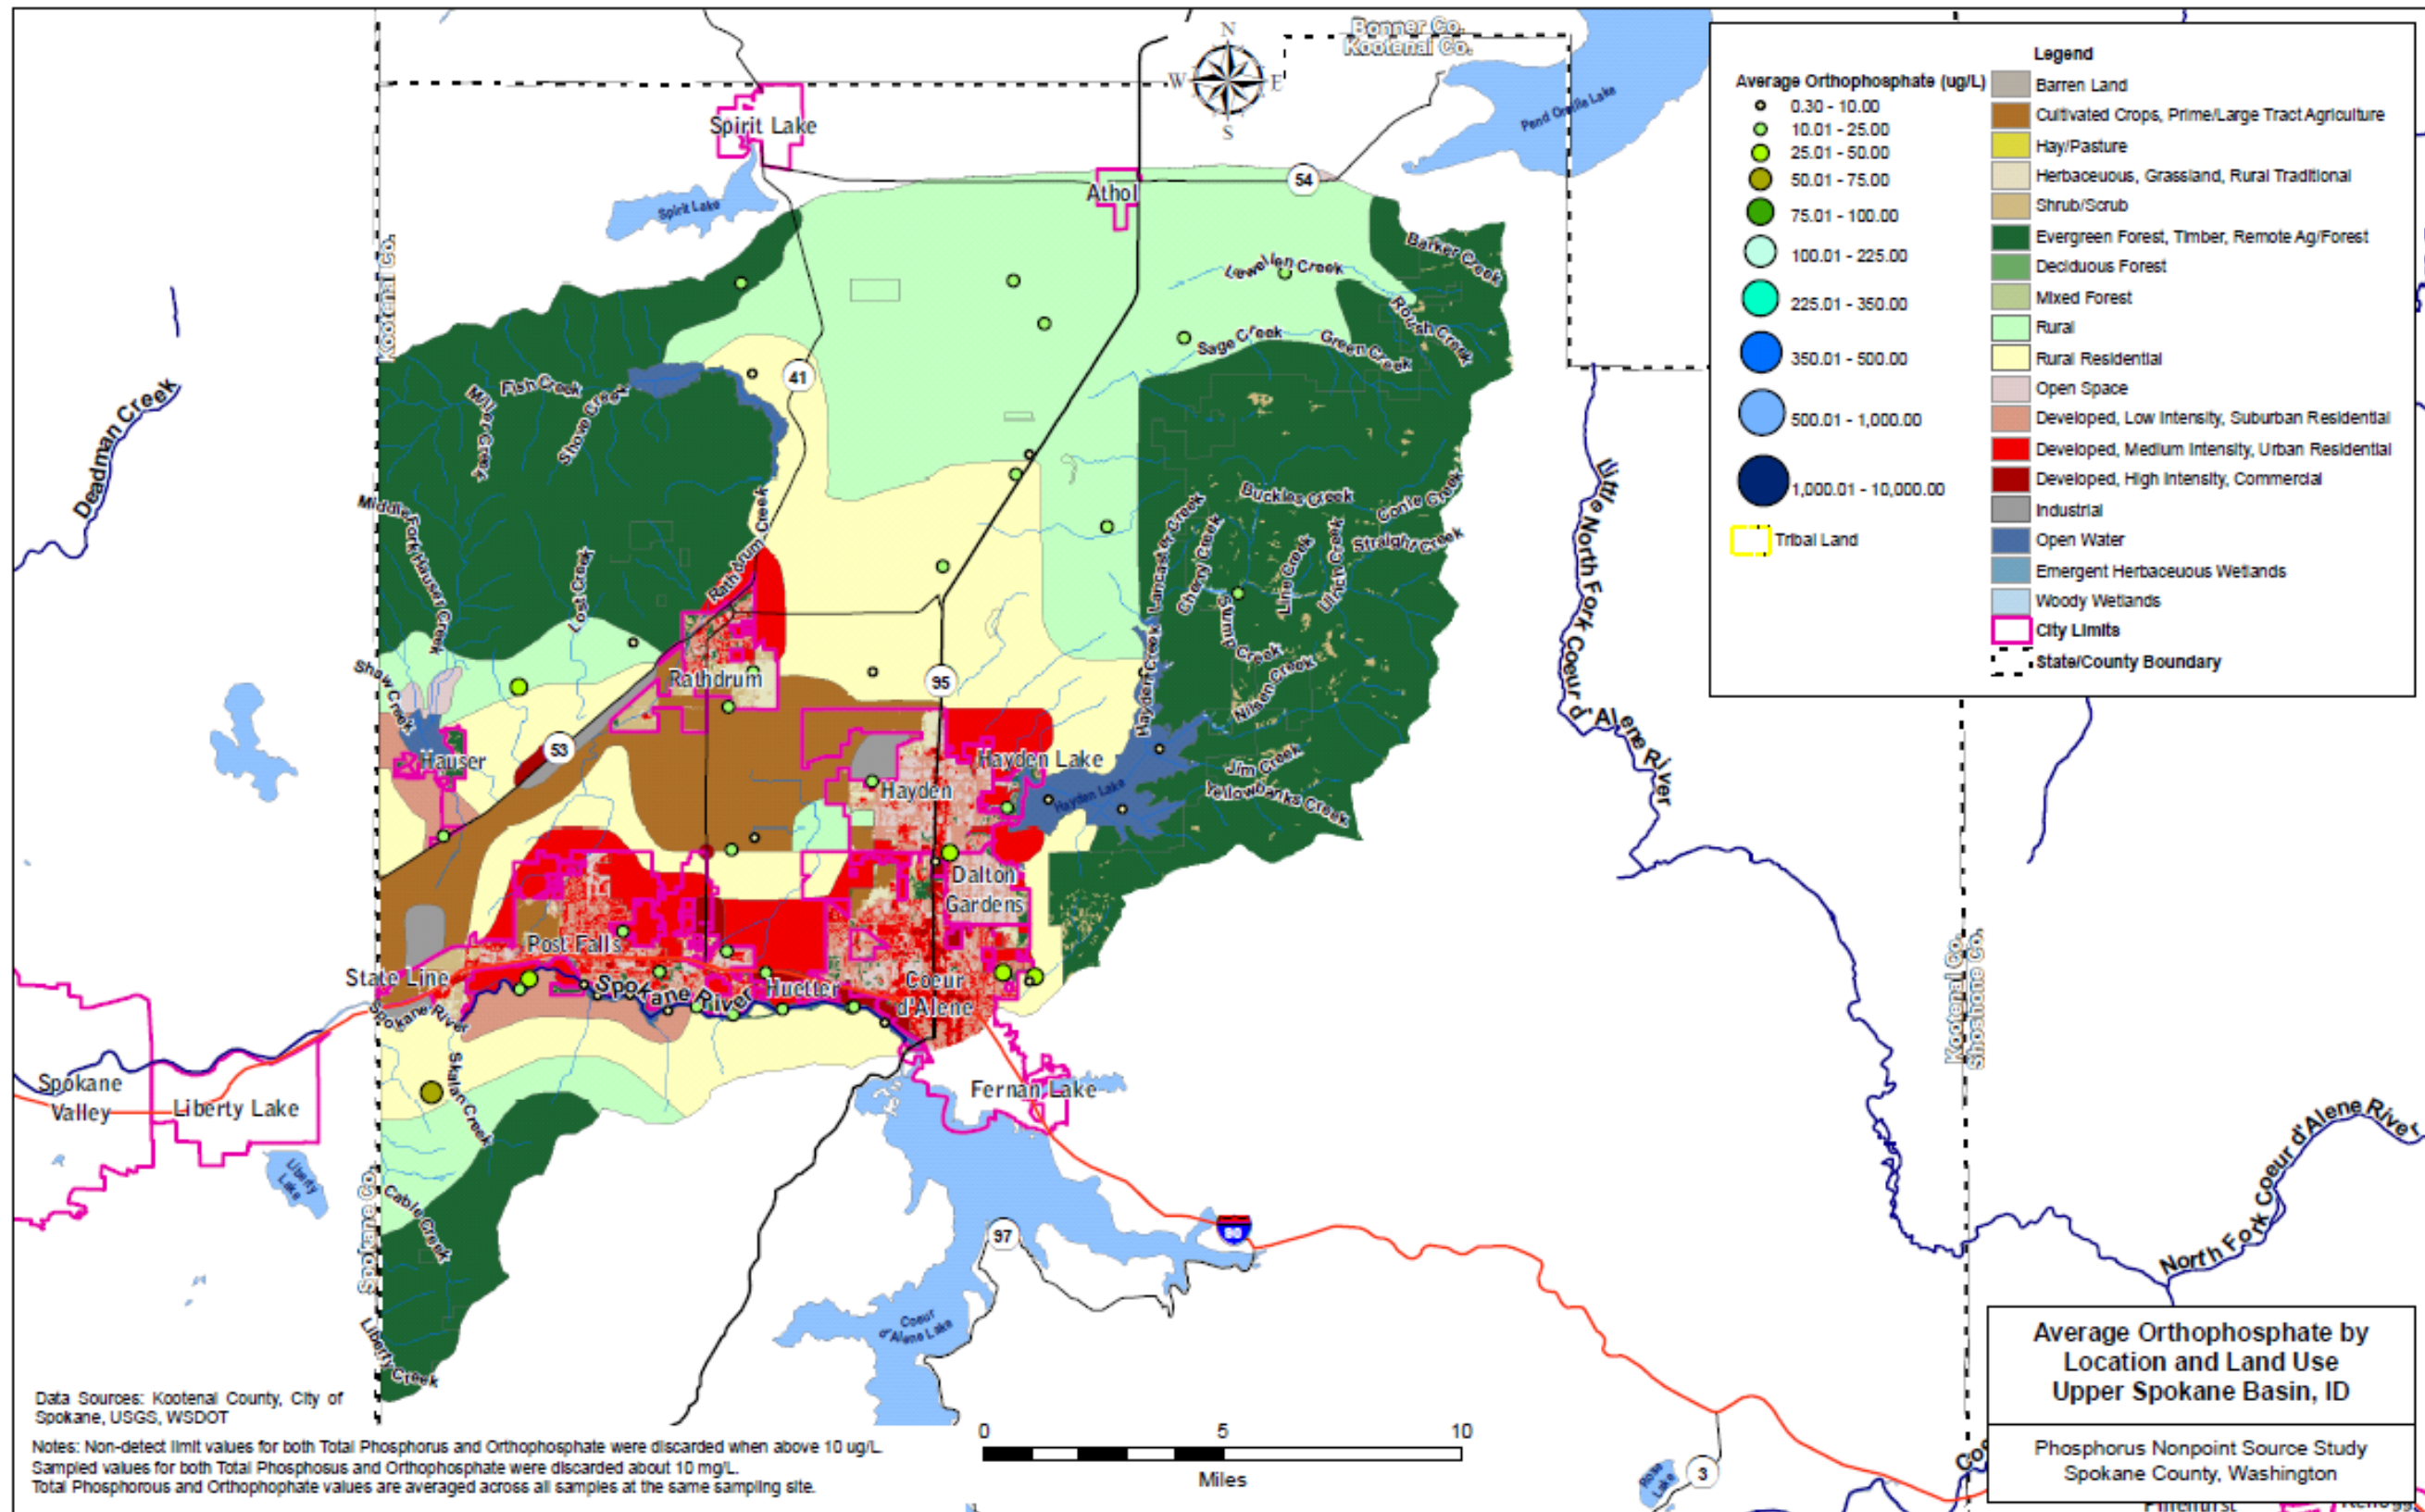 Bonner Co.
Kootenai Co.
N
W
E
S
Pend Oreille Lake
Spirit Lake
Spirit Lake
Athol
54
Kootenai Co.
Barker Creek
Lewellen Creek
Roush Creek
Sage Creek
Green Creek
41
Fish Creek
Shove Creek
Deadman Creek
Middle Fork Hauser Creek
Lost Creek
Rathdrum Creek
Buckles Creek
Conie Creek
Straight Creek
Lancaster Creek
Cherry Creek
Line Creek
Ulrich Creek
Stump Creek
Nilsen Creek
Hayden Creek
Little North Fork Coeur d'Alene River
Shaw Creek
Rathdrum
95
53
Hauser
Hayden Lake
Hayden
Hayden Lake
Jim Creek
Yellowbanks Creek
Dalton
Gardens
Post Falls
State Line
Spokane River
Spokane River
Huetter
Coeur
d'Alene
Skalan Creek
Fernan Lake
Spokane
Valley
Liberty Lake
Liberty
Lake
Spokane Co.
Cable Creek
Liberty Creek
97
90
Coeur
d'Alene Lake
Kootenai Co.
Shoshone Co.
North Fork Coeur d'Alene River
Rose
Lake
3
Coe
Pinehurst
Legend
Average Orthophosphate (ug/L)
0.30 - 10.00
10.01 - 25.00
25.01 - 50.00
50.01 - 75.00
75.01 - 100.00
100.01 - 225.00
225.01 - 350.00
350.01 - 500.00
500.01 - 1,000.00
1,000.01 - 10,000.00
Tribal Land
Barren Land
Cultivated Crops, Prime/Large Tract Agriculture
Hay/Pasture
Herbaceuous, Grassland, Rural Traditional
Shrub/Scrub
Evergreen Forest, Timber, Remote Ag/Forest
Deciduous Forest
Mixed Forest
Rural
Rural Residential
Open Space
Developed, Low Intensity, Suburban Residential
Developed, Medium Intensity, Urban Residential
Developed, High Intensity, Commercial
Industrial
Open Water
Emergent Herbaceuous Wetlands
Woody Wetlands
City Limits
State/County Boundary
Data Sources: Kootenai County, City of
Spokane, USGS, WSDOT
Notes: Non-detect limit values for both Total Phosphorus and Orthophosphate were discarded when above 10 ug/L.
Sampled values for both Total Phosphosus and Orthophosphate were discarded about 10 mg/L.
Total Phosphorous and Orthophophate values are averaged across all samples at the same sampling site.
0
5
10
Miles
Average Orthophosphate by
Location and Land Use
Upper Spokane Basin, ID
Phosphorus Nonpoint Source Study
Spokane County, Washington